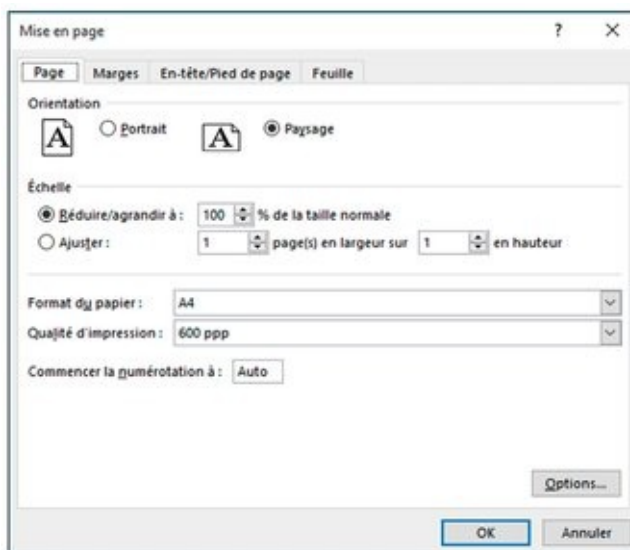 Mise en page ? ×
Page Marges En-tête/Pied de page Feuille
Orientation
A Portrait A Paysage
Échelle
Réduire/agrandir à : 100 % de la taille normale
Ajuster : 1 page(s) en largeur sur 1 en hauteur
Format du papier : A4
Qualité d'impression : 600 ppp
Commencer la numérotation à : Auto
Options...
OK Annuler